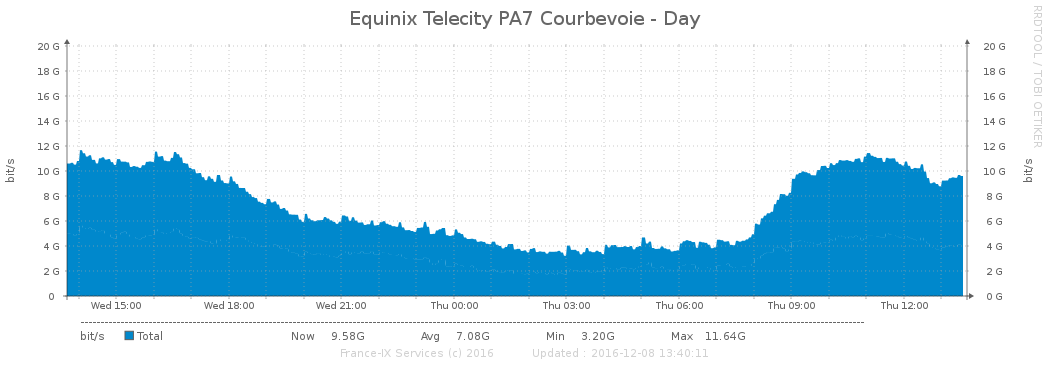 Equinix Telecity PA7 Courbevoie - Day
RRDTOOL / TOBI OETIKER
bit/s
20 G 20 G
18 G 18 G
16 G 16 G
14 G 14 G
12 G 12 G
10 G 10 G
8 G 8 G
6 G 6 G
4 G 4 G
2 G 2 G
0 0 G
bit/s
Wed 15:00 Wed 18:00 Wed 21:00 Thu 00:00 Thu 03:00 Thu 06:00 Thu 09:00 Thu 12:00
bit/s Total Now 9.58G Avg 7.08G Min 3.20G Max 11.64G
France-IX Services (c) 2016 Updated : 2016-12-08 13:40:11